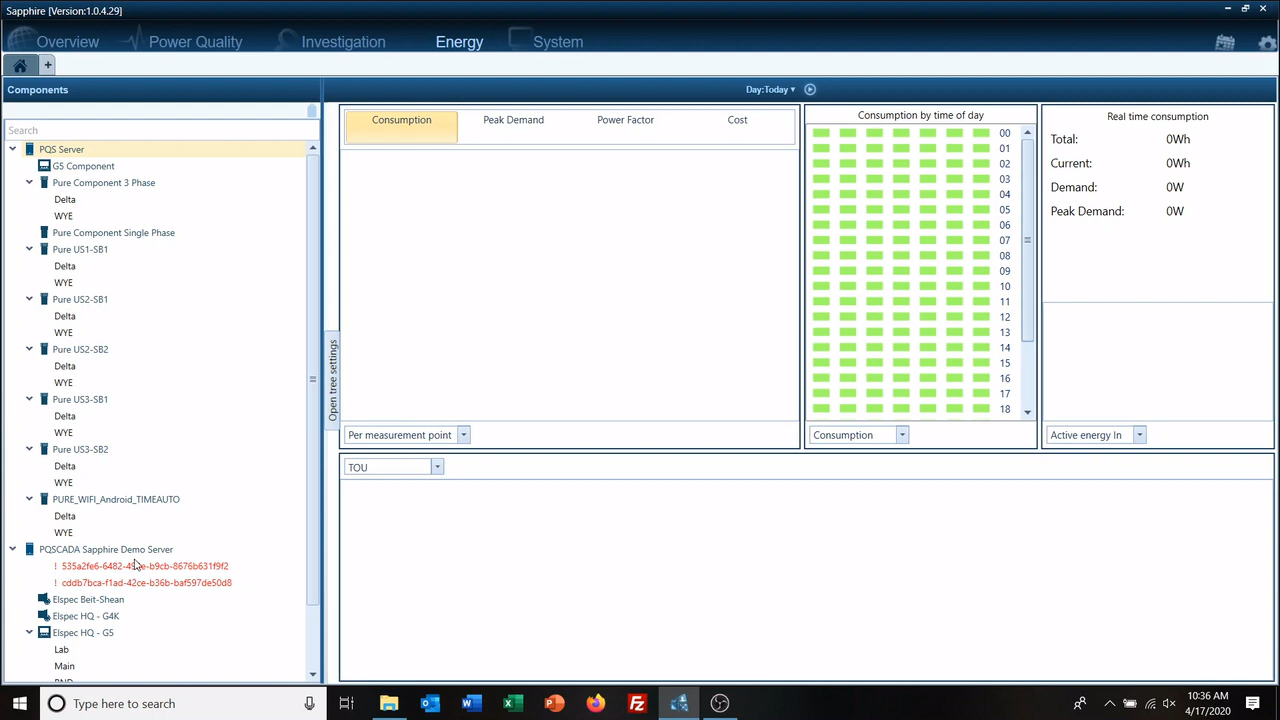 Sapphire [Version:1.0.4.29]
Overview
Power Quality
Investigation
Energy
System
+
Components
Day:Today
Search
PQS Server
G5 Component
Pure Component 3 Phase
Delta
WYE
Pure Component Single Phase
Pure US1-SB1
Delta
WYE
Pure US2-SB1
Delta
WYE
Pure US2-SB2
Delta
WYE
Pure US3-SB1
Delta
WYE
Pure US3-SB2
Delta
WYE
PURE_WIFI_Android_TIMEAUTO
Delta
WYE
PQSCADA Sapphire Demo Server
! cddb7bca-f1ad-42ce-b36b-baf597de50d8
Elspec Beit-Shean
Elspec HQ - G4K
Elspec HQ - G5
Lab
Main
Open tree settings
Consumption
Peak Demand
Power Factor
Cost
Per measurement point
Consumption by time of day
00
01
02
03
04
05
06
07
08
09
10
11
12
13
14
15
16
17
18
Consumption
Real time consumption
Total: 0Wh
Current: 0Wh
Demand: 0W
Peak Demand: 0W
Active energy In
TOU
Type here to search
10:36 AM
4/17/2020